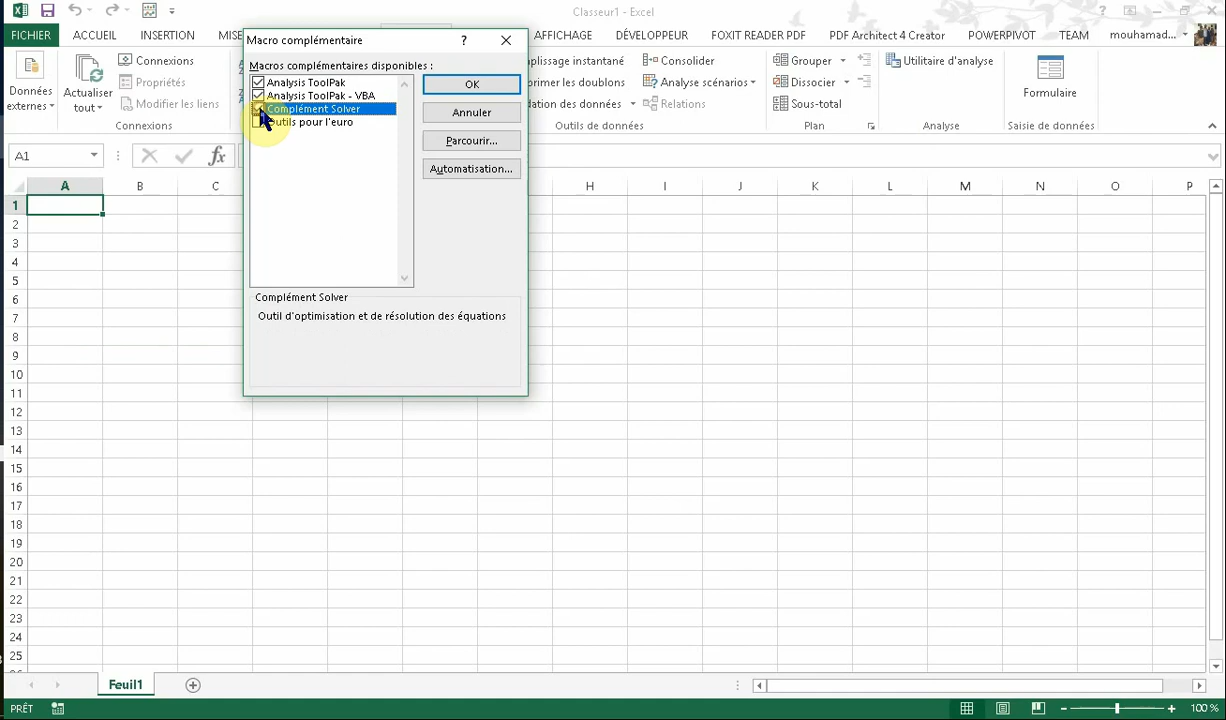 Classeur1 - Excel
FICHIER ACCUEIL INSERTION MISE AFFICHAGE DÉVELOPPEUR FOXIT READER PDF PDF Architect 4 Creator POWERPIVOT TEAM mouhamad...
Macro complémentaire ?
Macros complémentaires disponibles :
Analysis ToolPak
Analysis ToolPak - VBA
Complément Solver
Outils pour l'euro
OK
Annuler
Parcourir...
Automatisation...
Complément Solver
Outil d'optimisation et de résolution des équations
Données
externes
Actualiser
tout
Connexions
Propriétés
Modifier les liens
Connexions
plissage instantané
rimer les doublons
dation des données
Consolider
Analyse scénarios
Relations
Outils de données
Grouper
Dissocier
Sous-total
Plan
Utilitaire d'analyse
Analyse
Formulaire
Saisie de données
A1
fx
A B C H I J K L M N O P
1
2
3
4
5
6
7
8
9
10
11
12
13
14
15
16
17
18
19
20
21
22
23
24
25
Feuil1
PRÊT
100 %